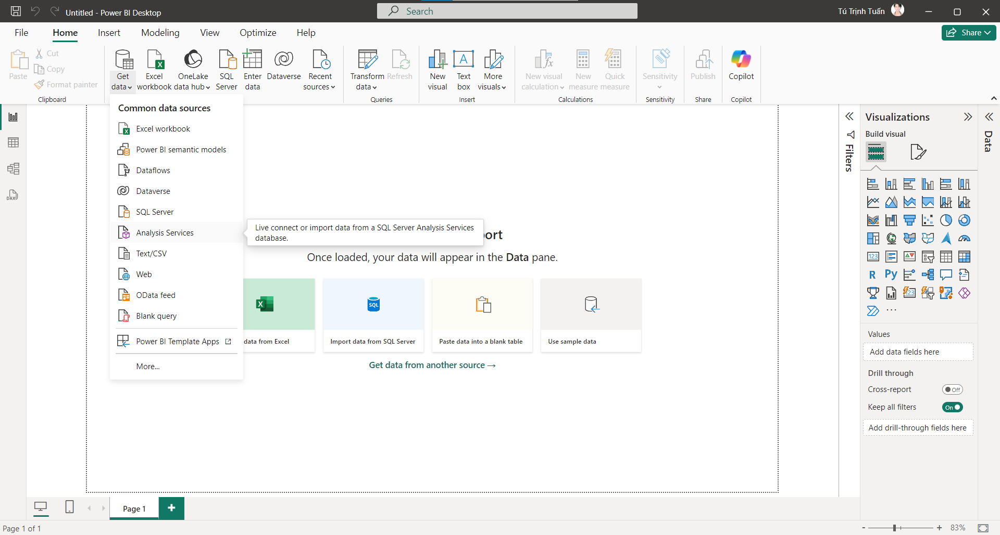 Untitled - Power BI Desktop
Search
Tú Trịnh Tuấn
File
Home
Insert
Modeling
View
Optimize
Help
Share
Paste
Cut
Copy
Format painter
Clipboard
Get data
Excel workbook
OneLake data hub
SQL Server
Enter data
Dataverse
Recent sources
Transform data
Refresh
Queries
New visual
Text box
More visuals
Insert
New visual calculation
New measure
Quick measure
Calculations
Sensitivity
Sensitivity
Publish
Share
Copilot
Copilot
Common data sources
Excel workbook
Power BI semantic models
Dataflows
Dataverse
SQL Server
Analysis Services
Text/CSV
Web
OData feed
Blank query
Power BI Template Apps
More...
Live connect or import data from a SQL Server Analysis Services
database.
ort
Once loaded, your data will appear in the Data pane.
data from Excel
SQL
Import data from SQL Server
Paste data into a blank table
Use sample data
Get data from another source →
Filters
Visualizations
Build visual
Data
DAX
123
R
Py
123
...
Values
Add data fields here
Drill through
Cross-report
Off
Keep all filters
On
Add drill-through fields here
Page 1
+
Page 1 of 1
- + 83%